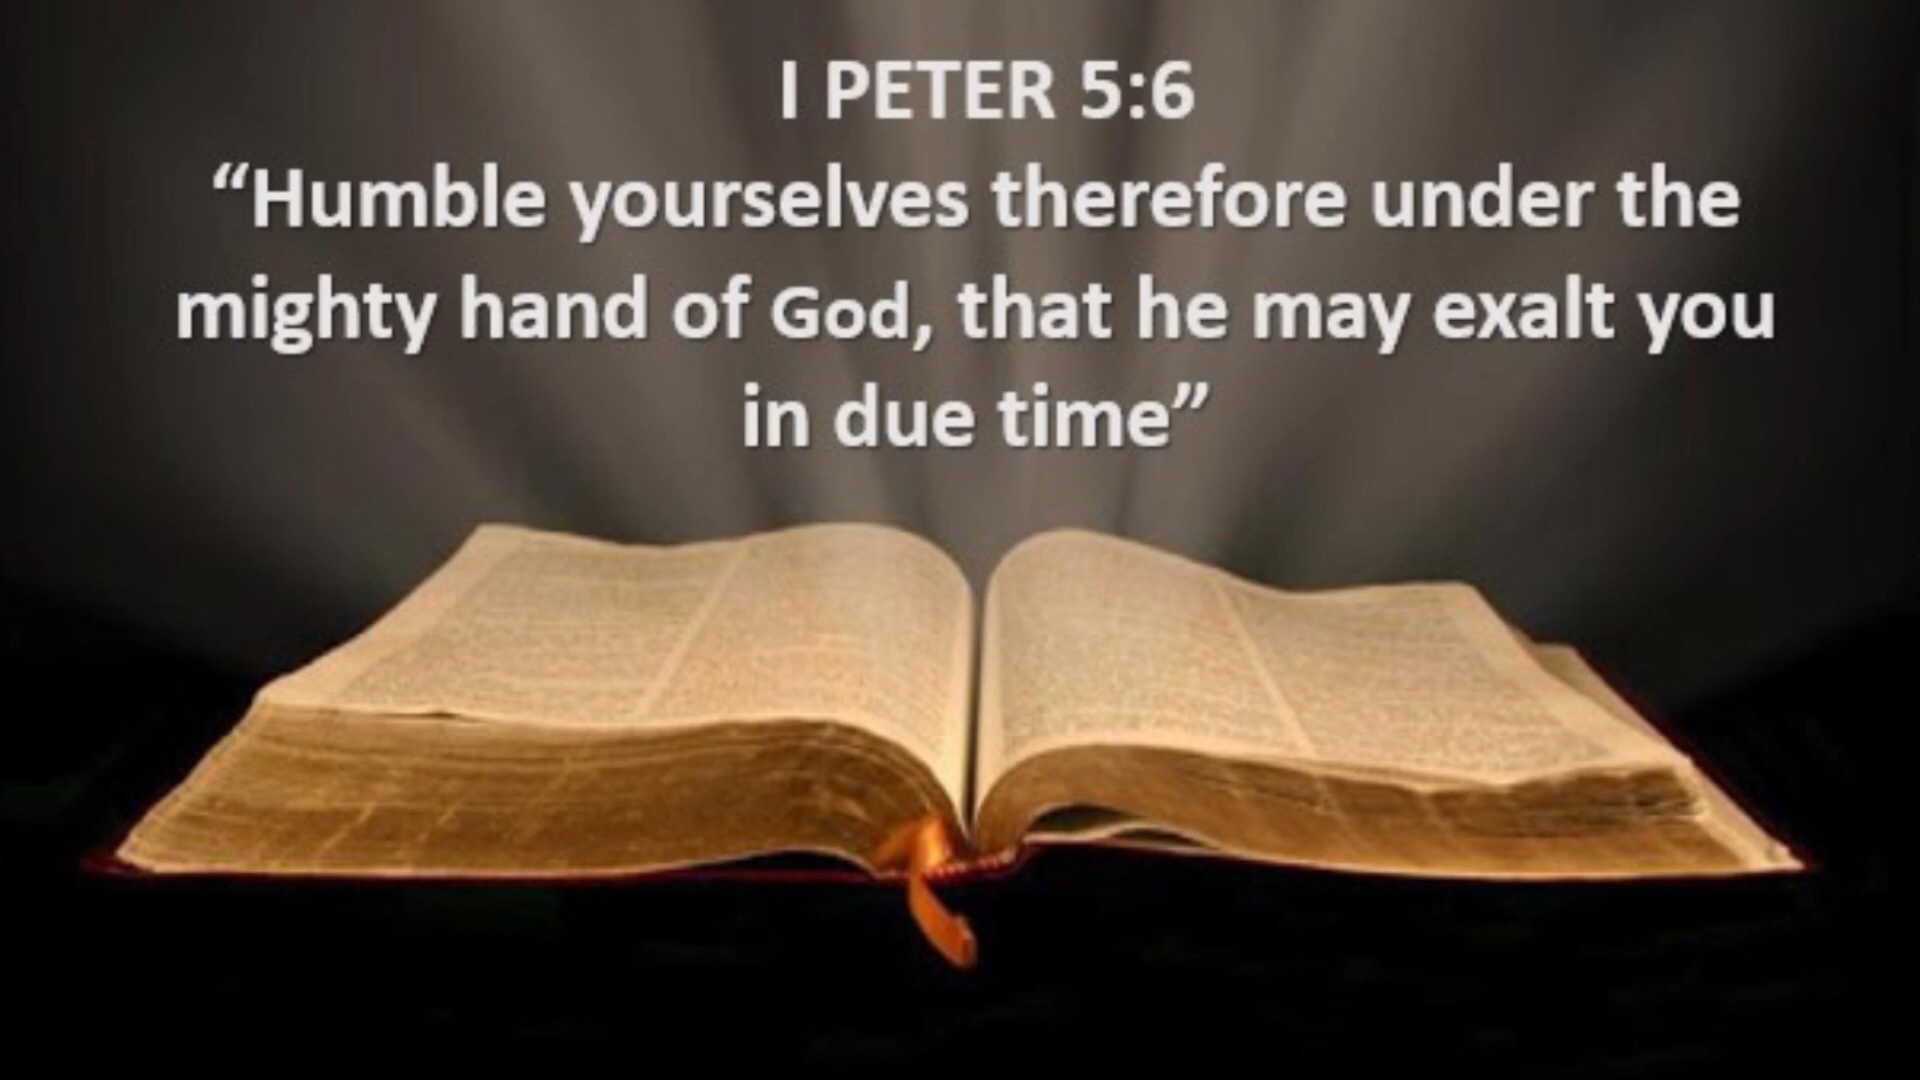 I PETER 5:6
“Humble yourselves therefore under the
mighty hand of God, that he may exalt you
in due time”